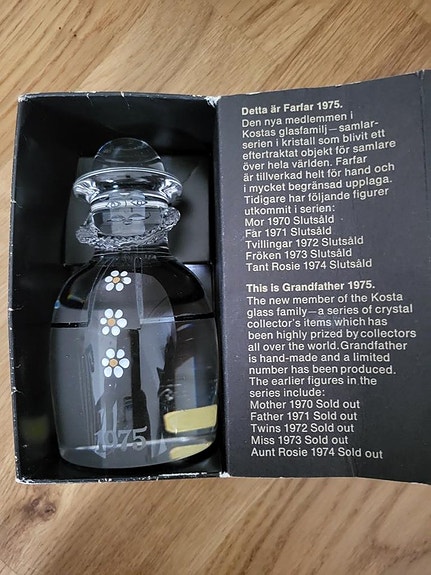 Detta är Farfar 1975.
Den nya medlemmen i
Kostas glasfamilj – samlar-
serien i kristall som blivit ett
eftertraktat objekt för samlare
över hela världen. Farfar
är tillverkad helt för hand och
i mycket begränsad upplaga.
Tidigare har följande figurer
utkommit i serien:
Mor 1970 Slutsåld
Får 1971 Slutsåld
Tvillingar 1972 Slutsåld
Fröken 1973 Slutsåld
Tant Rosie 1974 Slutsåld
This is Grandfather 1975.
The new member of the Kosta
glass family – a series of crystal
collector's items which has
been highly prized by collectors
all over the world. Grandfather
is hand-made and a limited
number has been produced.
The earlier figures in the
series include:
Mother 1970 Sold out
Father 1971 Sold out
Twins 1972 Sold out
Miss 1973 Sold out
Aunt Rosie 1974 Sold out
1975